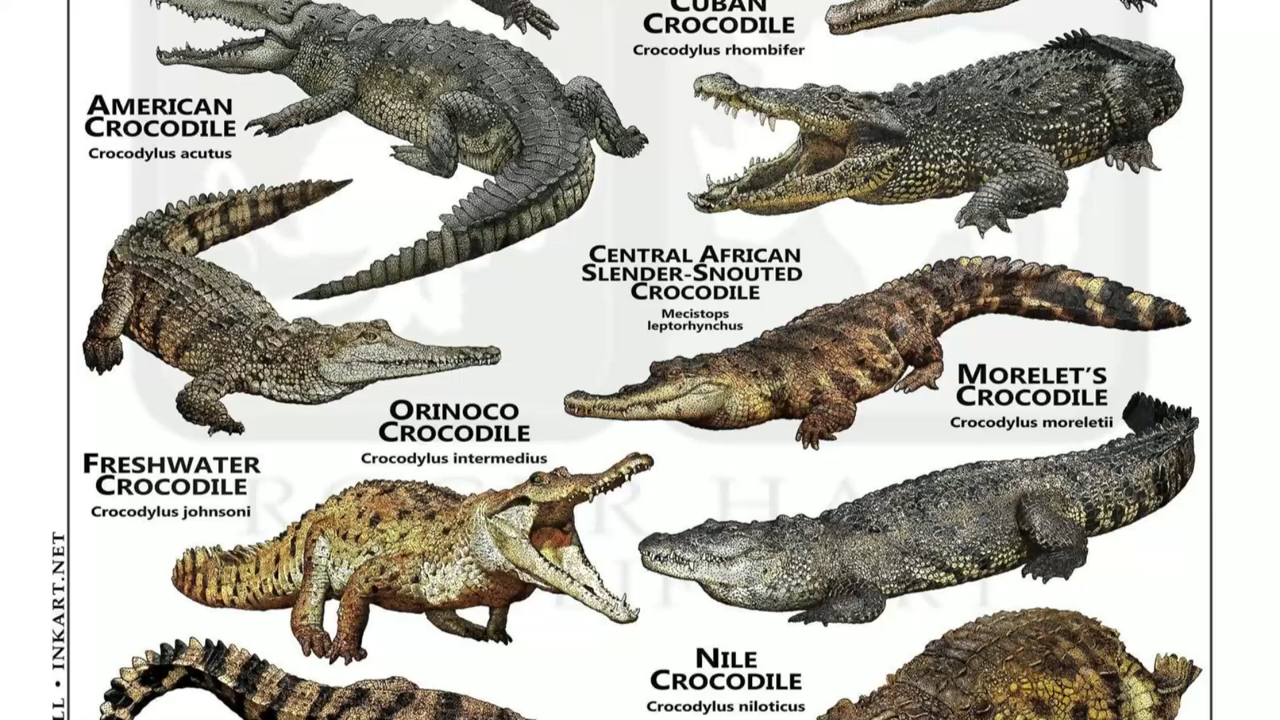 CUBAN
CROCODILE
Crocodylus rhombifer
AMERICAN
CROCODILE
Crocodylus acutus
CENTRAL AFRICAN
SLENDER-SNOUTED
CROCODILE
Mecistops
leptorhynchus
MORELET'S
CROCODILE
Crocodylus moreletii
ORINOCO
CROCODILE
Crocodylus intermedius
FRESHWATER
CROCODILE
Crocodylus johnsoni
NILE
CROCODILE
Crocodylus niloticus
LL • INKART.NET